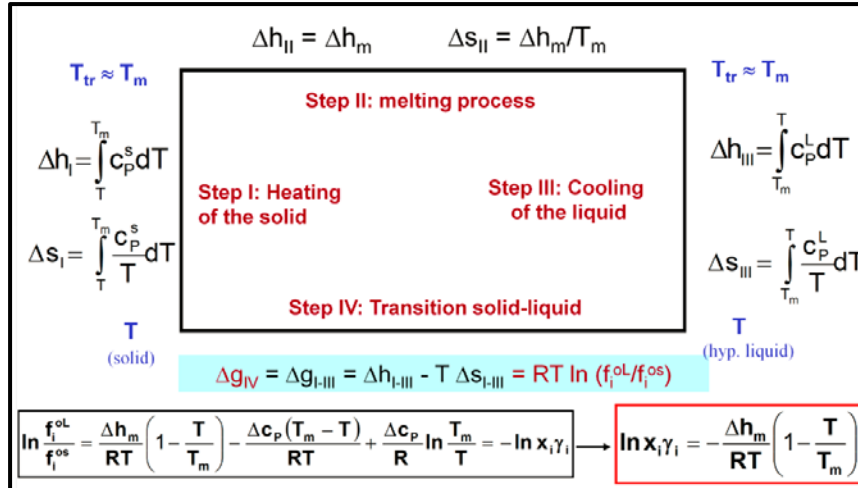 Δh_II = Δh_m    Δs_II = Δh_m/T_m
T_tr ≈ T_m    T_tr ≈ T_m
Step II: melting process
Δh_I = ∫_T^{T_m} c_P^s dT
Δh_III = ∫_{T_m}^T c_P^L dT
Step I: Heating
of the solid
Step III: Cooling
of the liquid
Δs_I = ∫_T^{T_m} c_P^s/T dT
Δs_III = ∫_{T_m}^T c_P^L/T dT
Step IV: Transition solid-liquid
T
(solid)
T
(hyp. liquid)
Δg_IV = Δg_I-III = Δh_I-III - T Δs_I-III = RT ln (f_i^oL/f_i^os)
ln f_i^oL/f_i^os = Δh_m/RT (1 − T/T_m) − Δc_P(T_m − T)/RT + Δc_P/R ln T_m/T = −ln x_i γ_i → ln x_i γ_i = − Δh_m/RT (1 − T/T_m)